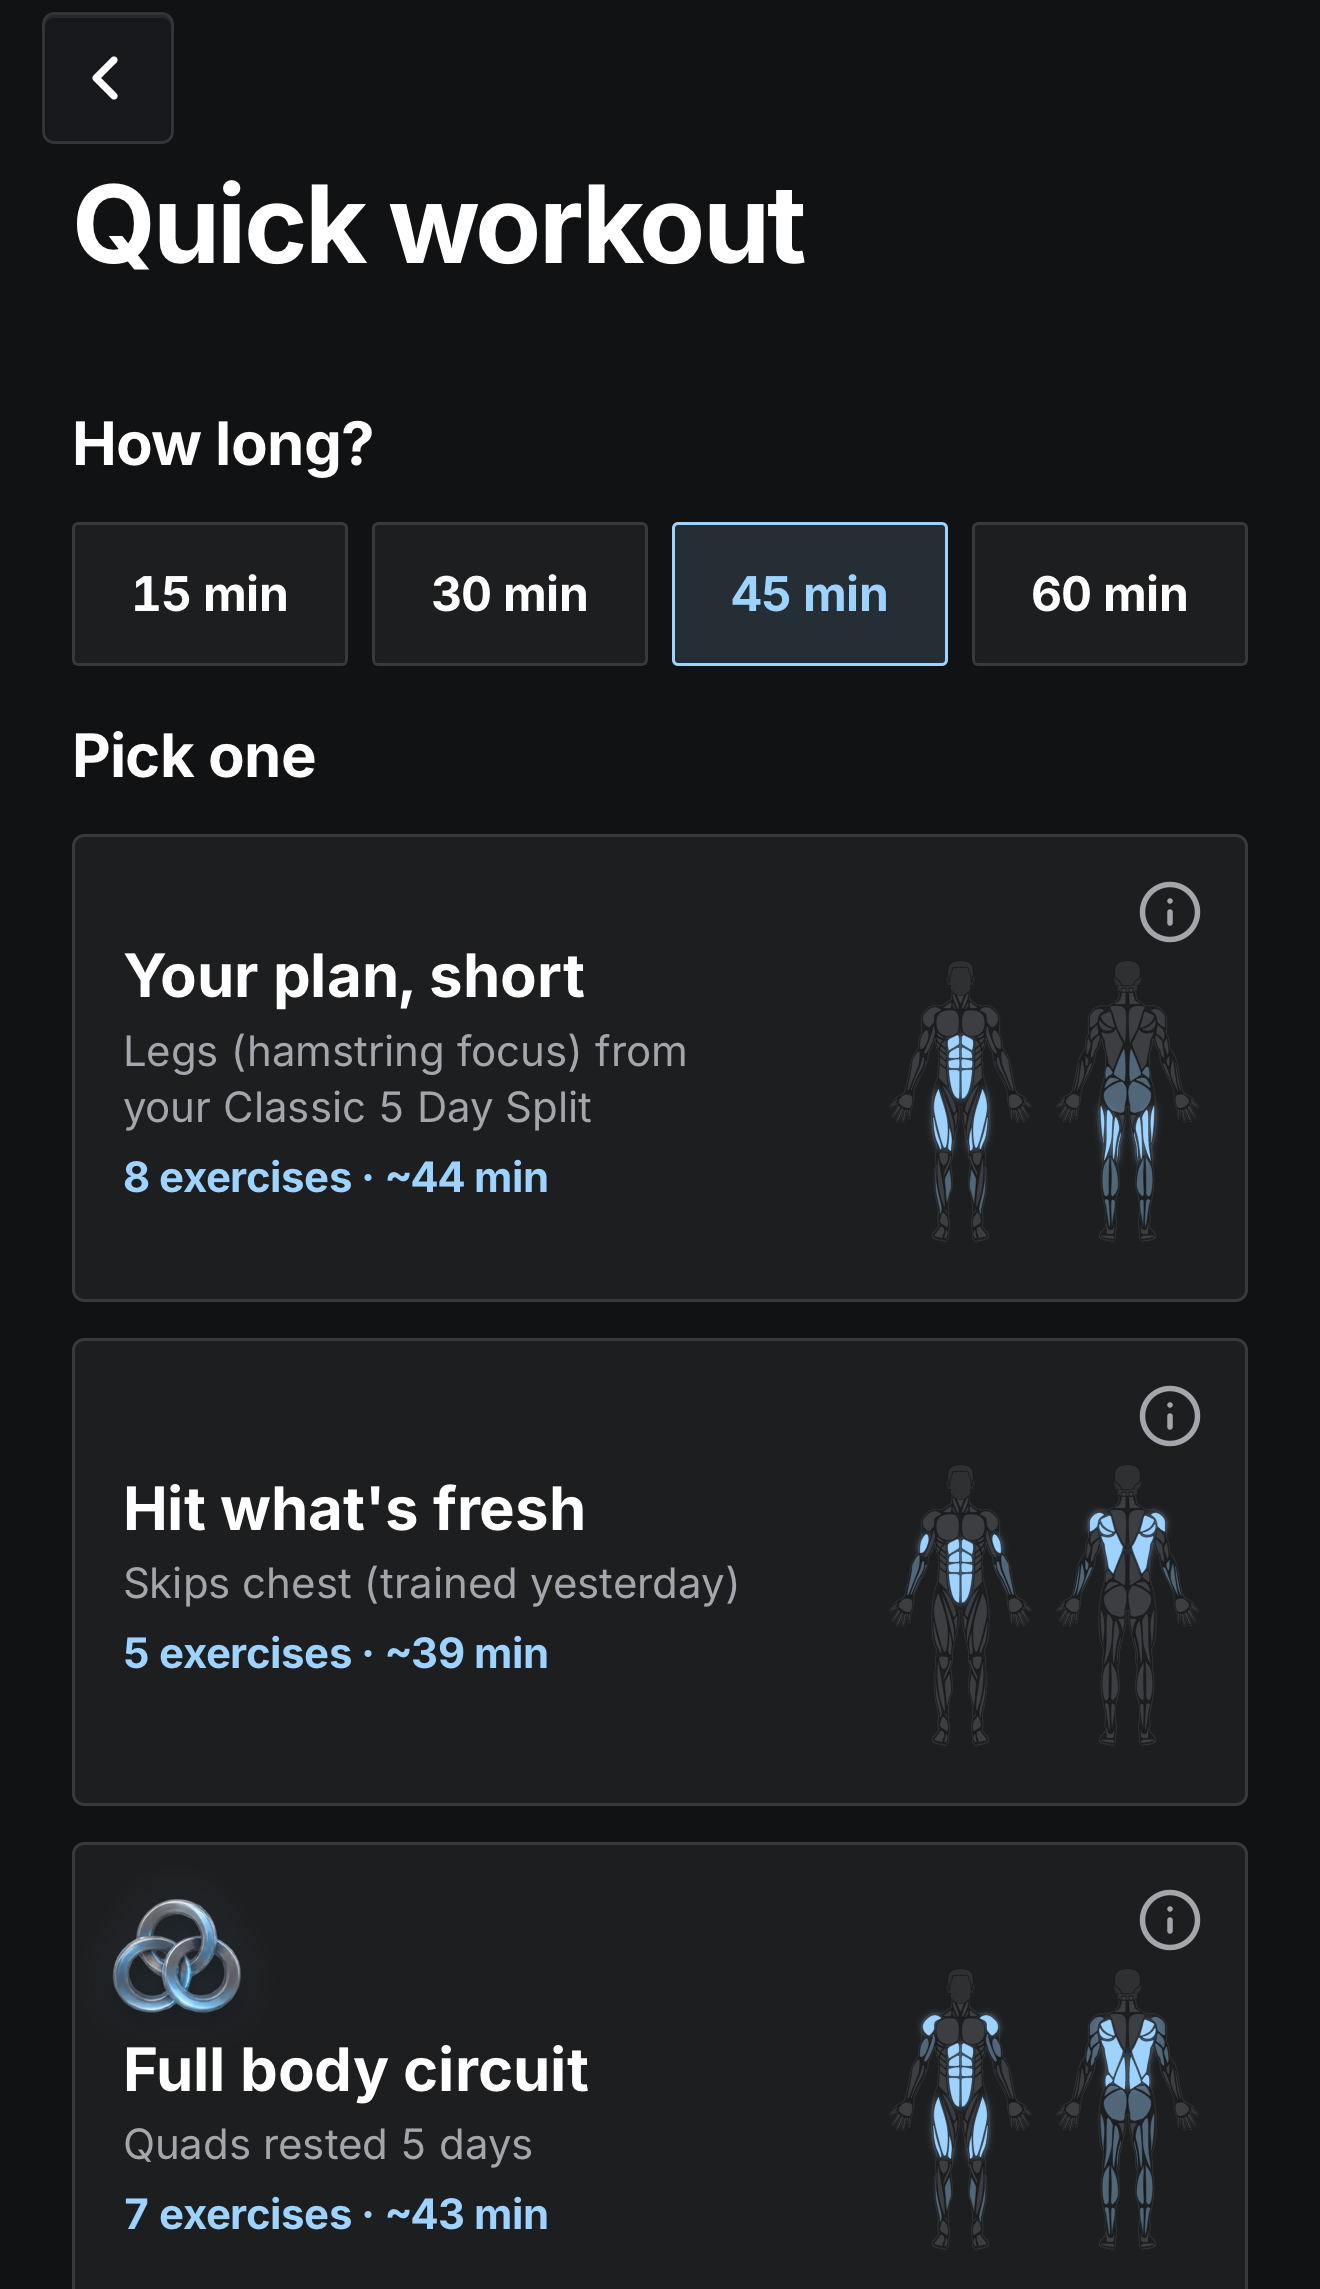 Quick workout
How long?
15 min
30 min
45 min
60 min
Pick one
Your plan, short
Legs (hamstring focus) from
your Classic 5 Day Split
8 exercises · ~44 min
Hit what's fresh
Skips chest (trained yesterday)
5 exercises · ~39 min
Full body circuit
Quads rested 5 days
7 exercises · ~43 min